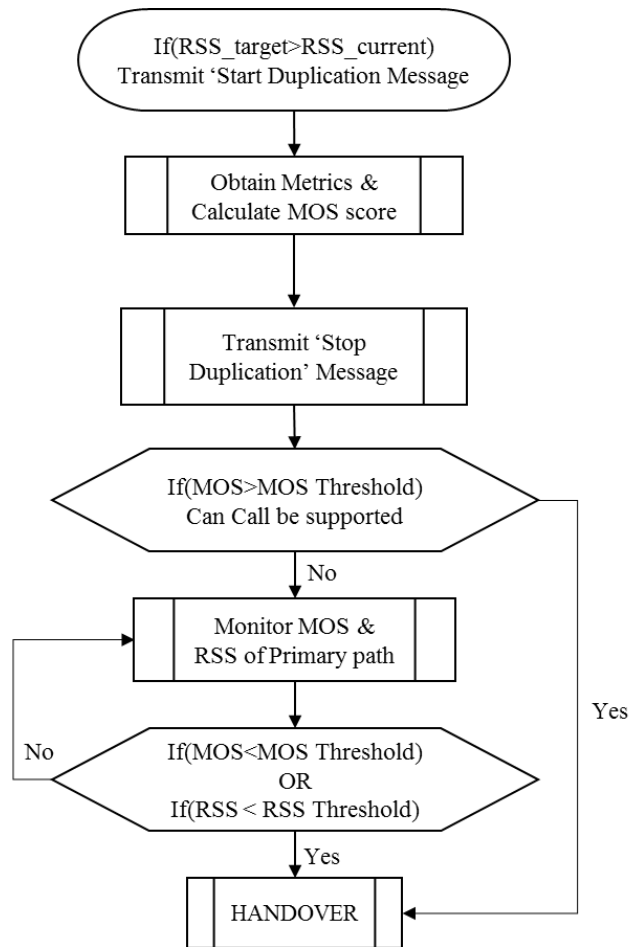 If(RSS_target>RSS_current)
Transmit ‘Start Duplication Message
Obtain Metrics &
Calculate MOS score
Transmit ‘Stop
Duplication’ Message
If(MOS>MOS Threshold)
Can Call be supported
No
Monitor MOS &
RSS of Primary path
Yes
No
If(MOS<MOS Threshold)
OR
If(RSS < RSS Threshold)
Yes
HANDOVER